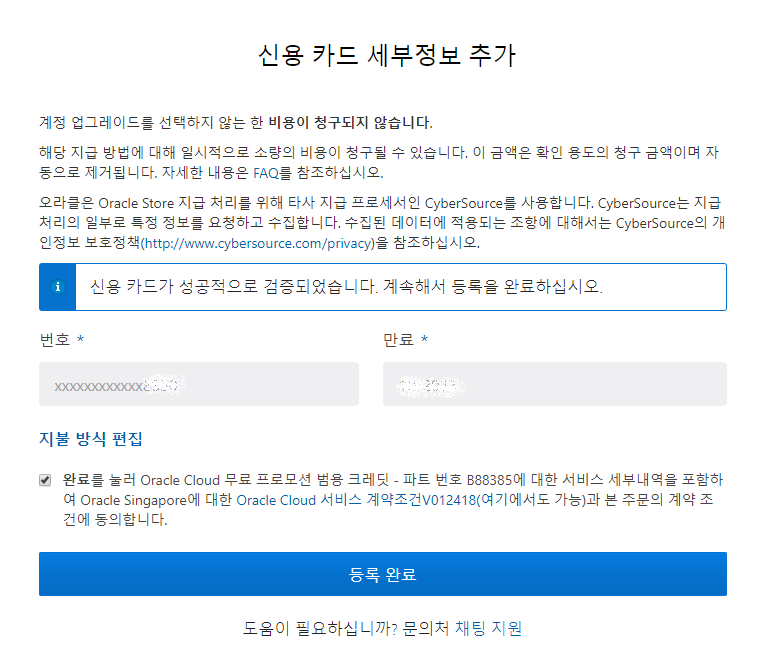 신용 카드 세부정보 추가
계정 업그레이드를 선택하지 않는 한 비용이 청구되지 않습니다.
해당 지급 방법에 대해 일시적으로 소량의 비용이 청구될 수 있습니다. 이 금액은 확인 용도의 청구 금액이며 자
동으로 제거됩니다. 자세한 내용은 FAQ를 참조하십시오.
오라클은 Oracle Store 지급 처리를 위해 타사 지급 프로세서인 CyberSource를 사용합니다. CyberSource는 지급
처리의 일부로 특정 정보를 요청하고 수집합니다. 수집된 데이터에 적용되는 조항에 대해서는 CyberSource의 개
인정보 보호정책(http://www.cybersource.com/privacy)을 참조하십시오.
i 신용 카드가 성공적으로 검증되었습니다. 계속해서 등록을 완료하십시오.
번호 * 만료 *
xxxxxxxxxxxx
지불 방식 편집
완료를 눌러 Oracle Cloud 무료 프로모션 범용 크레딧 - 파트 번호 B88385에 대한 서비스 세부내역을 포함하
여 Oracle Singapore에 대한 Oracle Cloud 서비스 계약조건V012418(여기에서도 가능)과 본 주문의 계약 조
건에 동의합니다.
등록 완료
도움이 필요하십니까? 문의처 채팅 지원